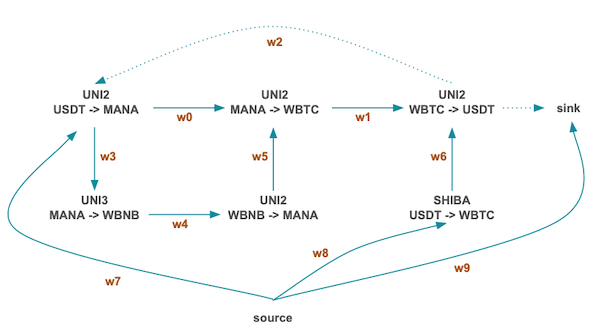 w2
UNI2 UNI2 UNI2
USDT -> MANA MANA -> WBTC WBTC -> USDT sink
w0 w1
w3 w5 w6
UNI3 UNI2 SHIBA
MANA -> WBNB WBNB -> MANA USDT -> WBTC
w4
w8
w9
w7
source